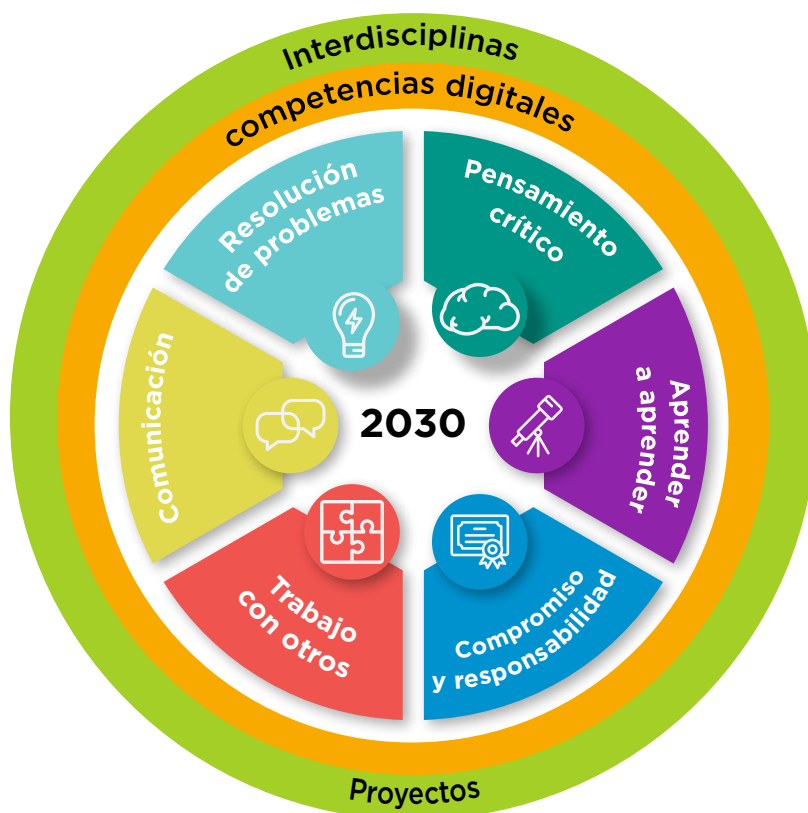 Interdisciplinas
competencias digitales
Resolución
de problemas
Pensamiento
crítico
Comunicación
2030
Aprender
a aprender
Trabajo
con otros
Compromiso
y responsabilidad
Proyectos